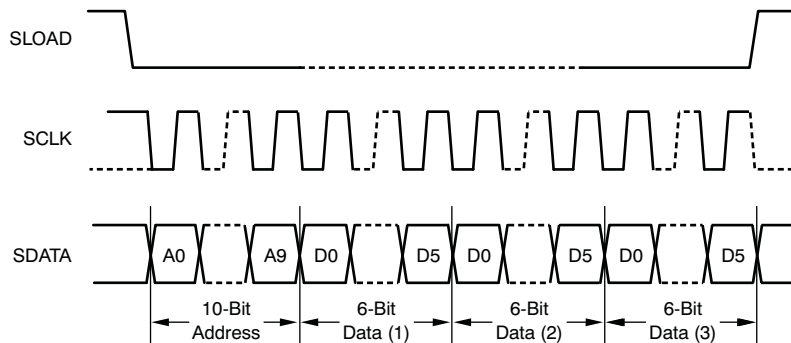 SLOAD
SCLK
SDATA
A0 A9 D0 D5 D0 D5 D0 D5
10-Bit 6-Bit 6-Bit 6-Bit
Address Data (1) Data (2) Data (3)